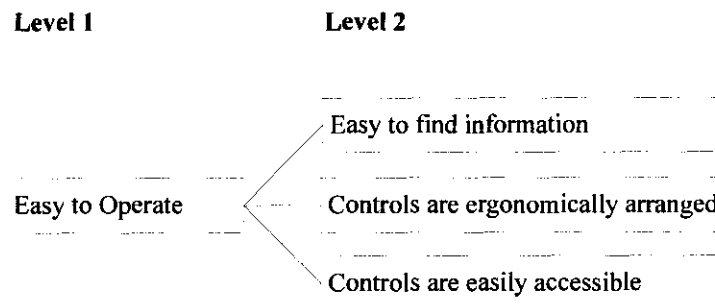 Level 1 Level 2
Easy to find information
Easy to Operate Controls are ergonomically arranged
Controls are easily accessible